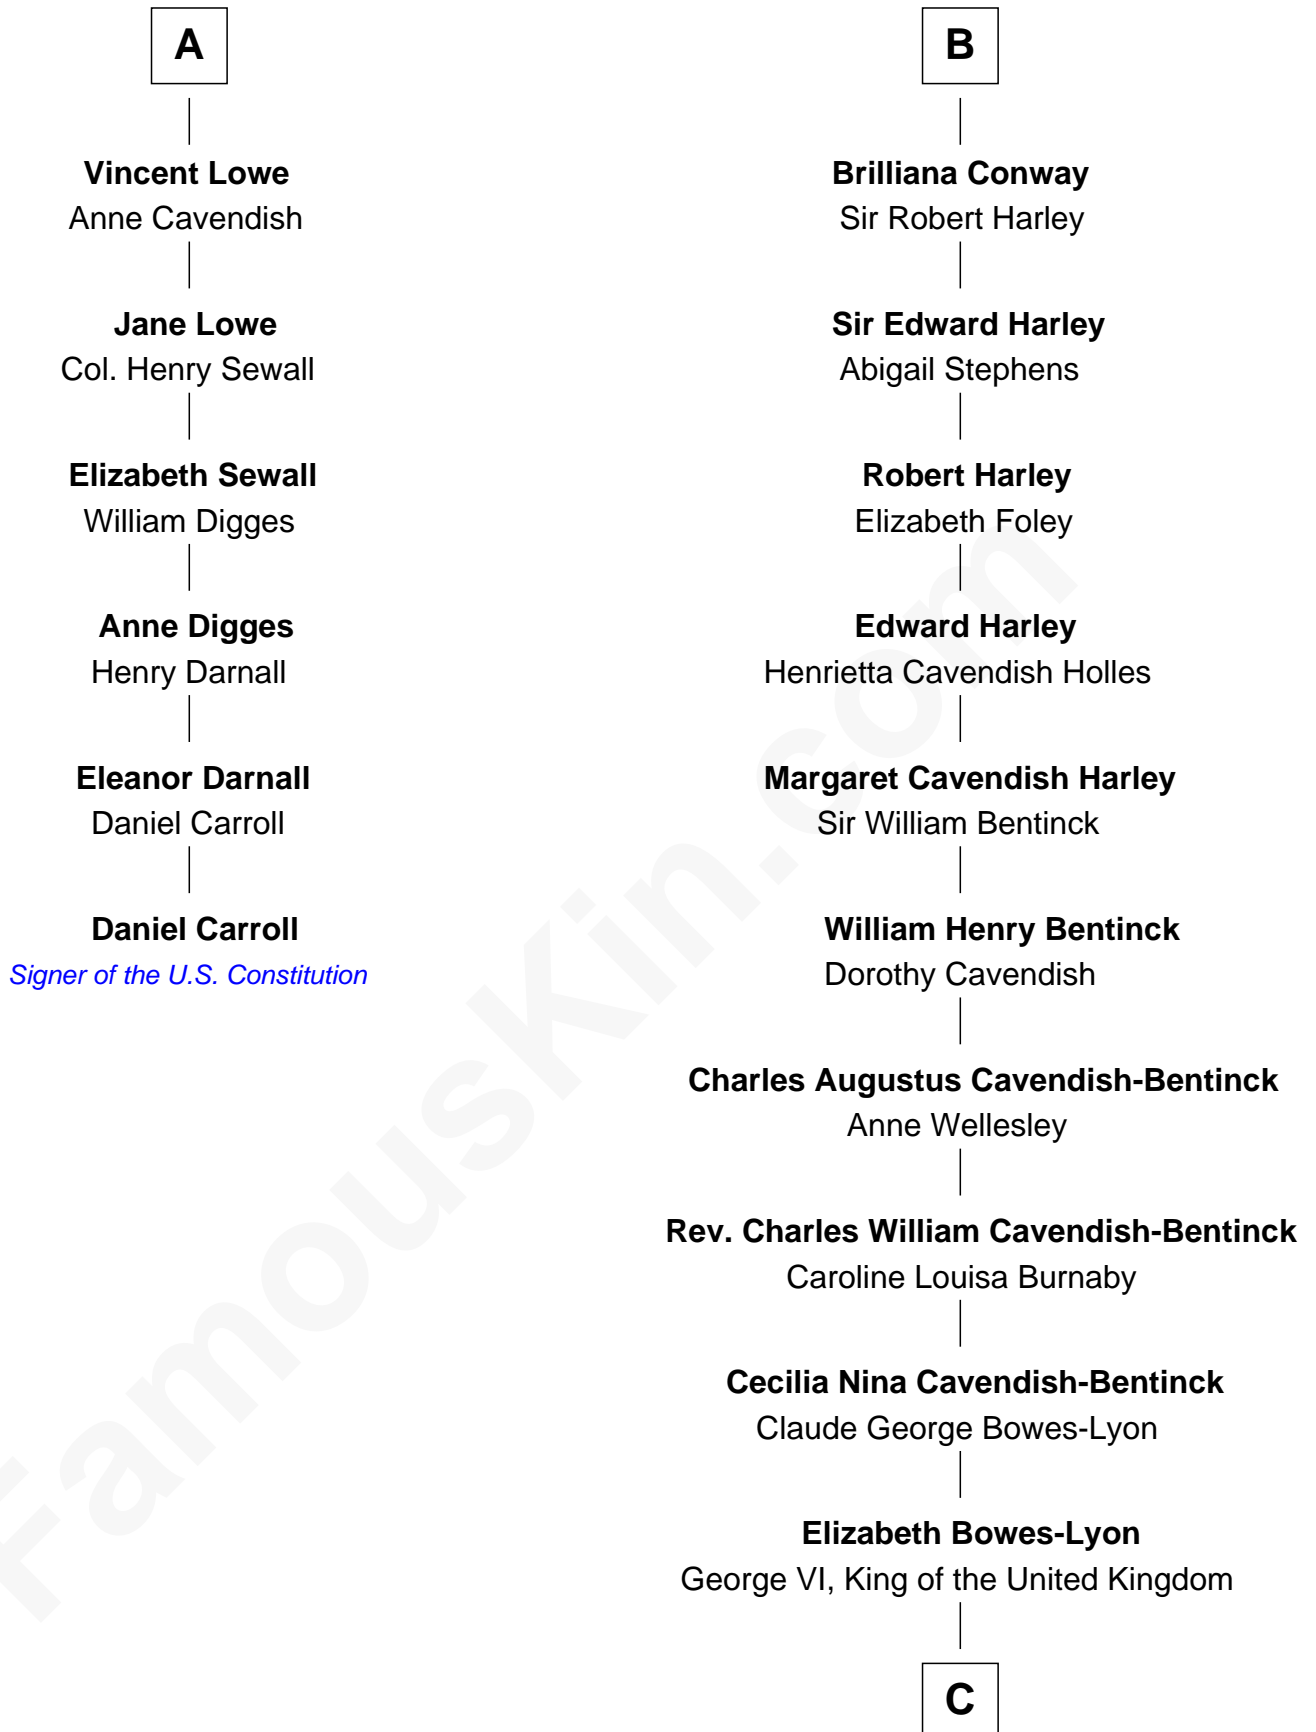 A
Vincent Lowe
Anne Cavendish
Jane Lowe
Col. Henry Sewall
Elizabeth Sewall
William Digges
Anne Digges
Henry Darnall
Eleanor Darnall
Daniel Carroll
Daniel Carroll
Signer of the U.S. Constitution
B
Brilliana Conway
Sir Robert Harley
Sir Edward Harley
Abigail Stephens
Robert Harley
Elizabeth Foley
Edward Harley
Henrietta Cavendish Holles
Margaret Cavendish Harley
Sir William Bentinck
William Henry Bentinck
Dorothy Cavendish
Charles Augustus Cavendish-Bentinck
Anne Wellesley
Rev. Charles William Cavendish-Bentinck
Caroline Louisa Burnaby
Cecilia Nina Cavendish-Bentinck
Claude George Bowes-Lyon
Elizabeth Bowes-Lyon
George VI, King of the United Kingdom
C
FamousKin.com